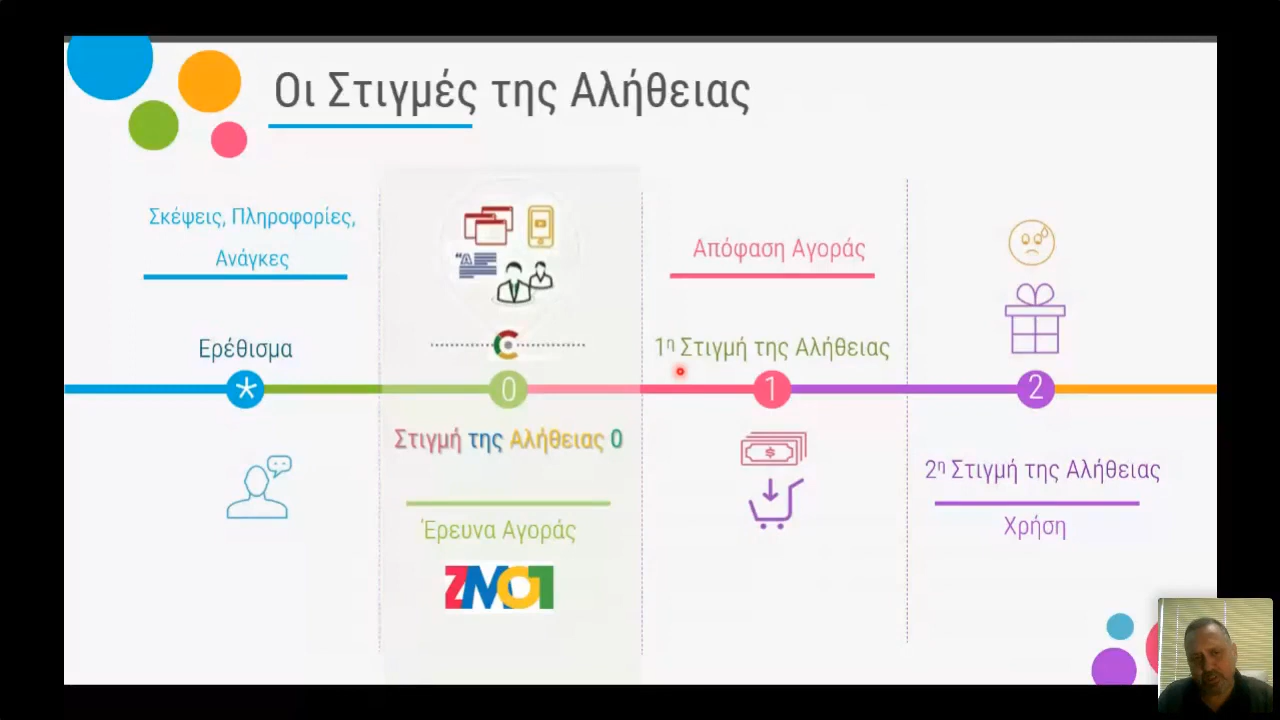 Οι Στιγμές της Αλήθειας
Σκέψεις, Πληροφορίες,
Ανάγκες
Ερέθισμα
*
0
Στιγμή της Αλήθειας 0
Έρευνα Αγοράς
ZMOT
Απόφαση Αγοράς
1η Στιγμή της Αλήθειας
1
$
2
2η Στιγμή της Αλήθειας
Χρήση